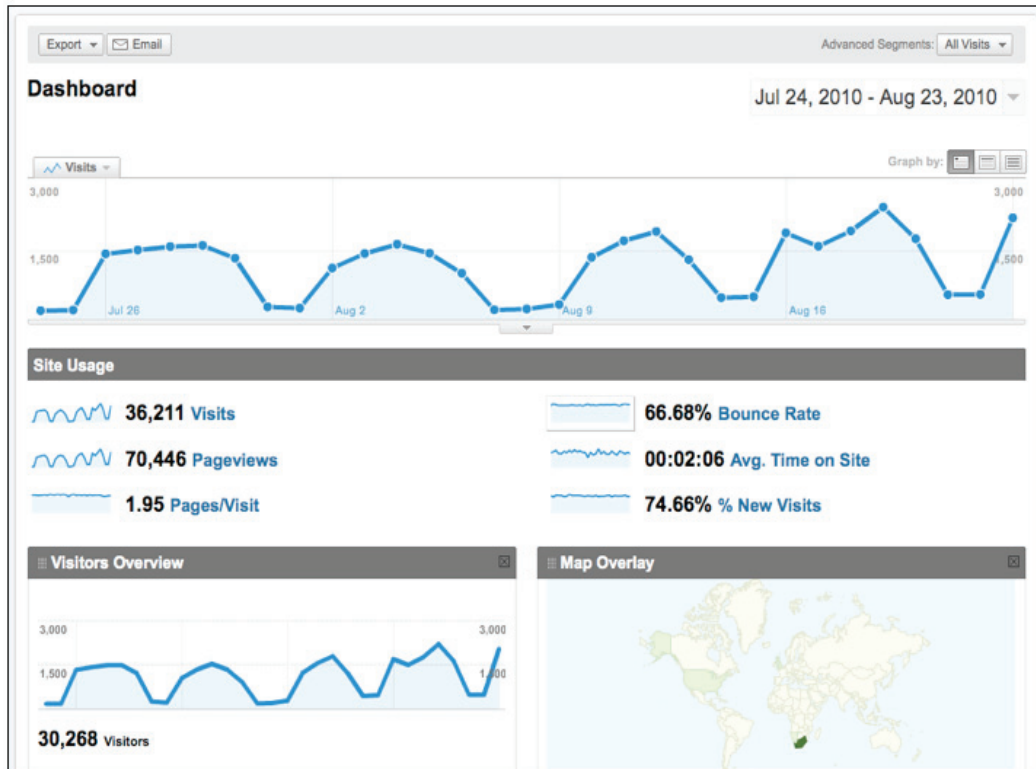 Export Email Advanced Segments: All Visits
Dashboard
Jul 24, 2010 - Aug 23, 2010
Visits Graph by:
3,000 3,000
1,500 1,500
Jul 26 Aug 2 Aug 9 Aug 16
Site Usage
36,211 Visits 66.68% Bounce Rate
70,446 Pageviews 00:02:06 Avg. Time on Site
1.95 Pages/Visit 74.66% % New Visits
Visitors Overview Map Overlay
3,000 3,000
1,500 1,500
30,268 Visitors